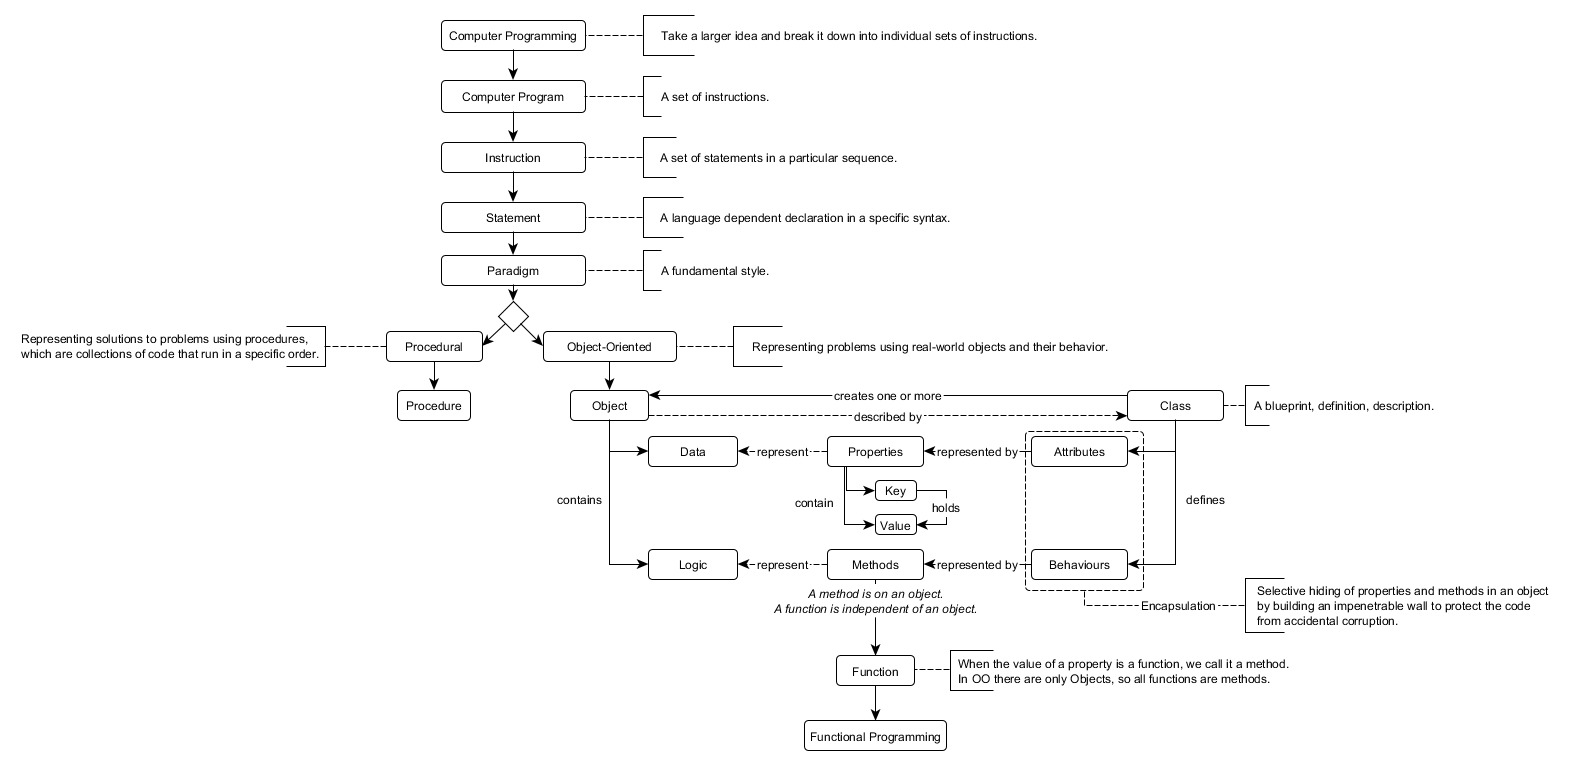 Computer Programming
Take a larger idea and break it down into individual sets of instructions.
Computer Program
A set of instructions.
Instruction
A set of statements in a particular sequence.
Statement
A language dependent declaration in a specific syntax.
Paradigm
A fundamental style.
Representing solutions to problems using procedures,
which are collections of code that run in a specific order.
Procedural
Object-Oriented
Representing problems using real-world objects and their behavior.
Procedure
Object
creates one or more
described by
Class
A blueprint, definition, description.
Data
represent
Properties
represented by
Attributes
contains
contain
Key
holds
Value
defines
Logic
represent
Methods
represented by
Behaviours
A method is on an object.
A function is independent of an object.
Encapsulation
Selective hiding of properties and methods in an object
by building an impenetrable wall to protect the code
from accidental corruption.
Function
When the value of a property is a function, we call it a method.
In OO there are only Objects, so all functions are methods.
Functional Programming